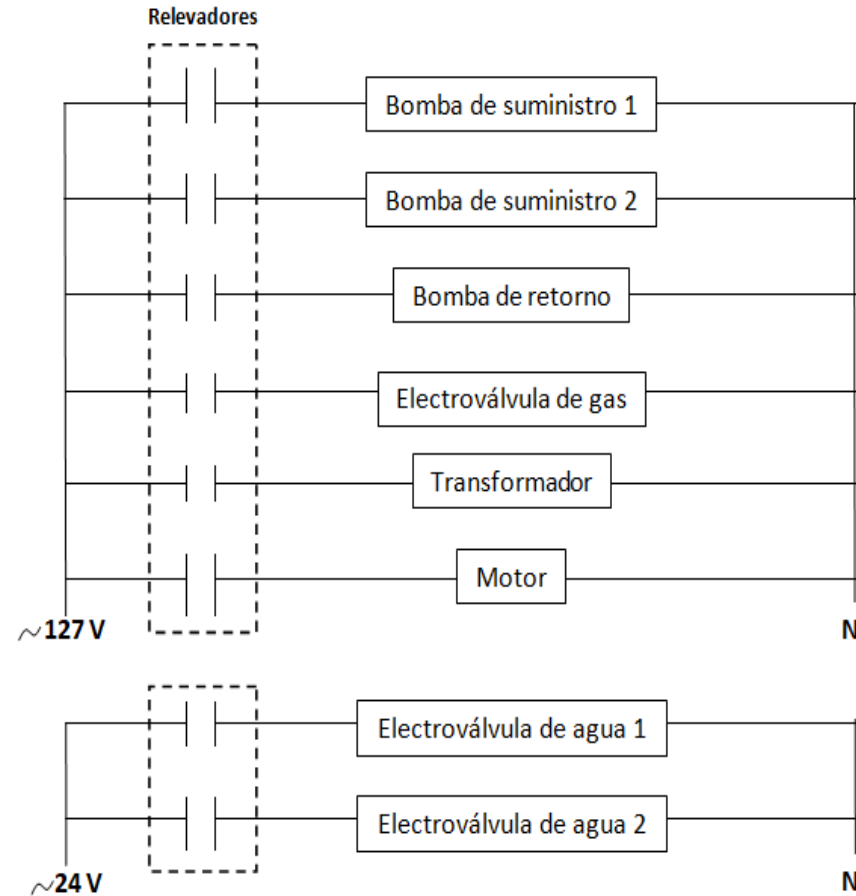 Relevadores
Bomba de suministro 1
Bomba de suministro 2
Bomba de retorno
Electroválvula de gas
Transformador
Motor
~127 V
N
Electroválvula de agua 1
Electroválvula de agua 2
~24 V
N